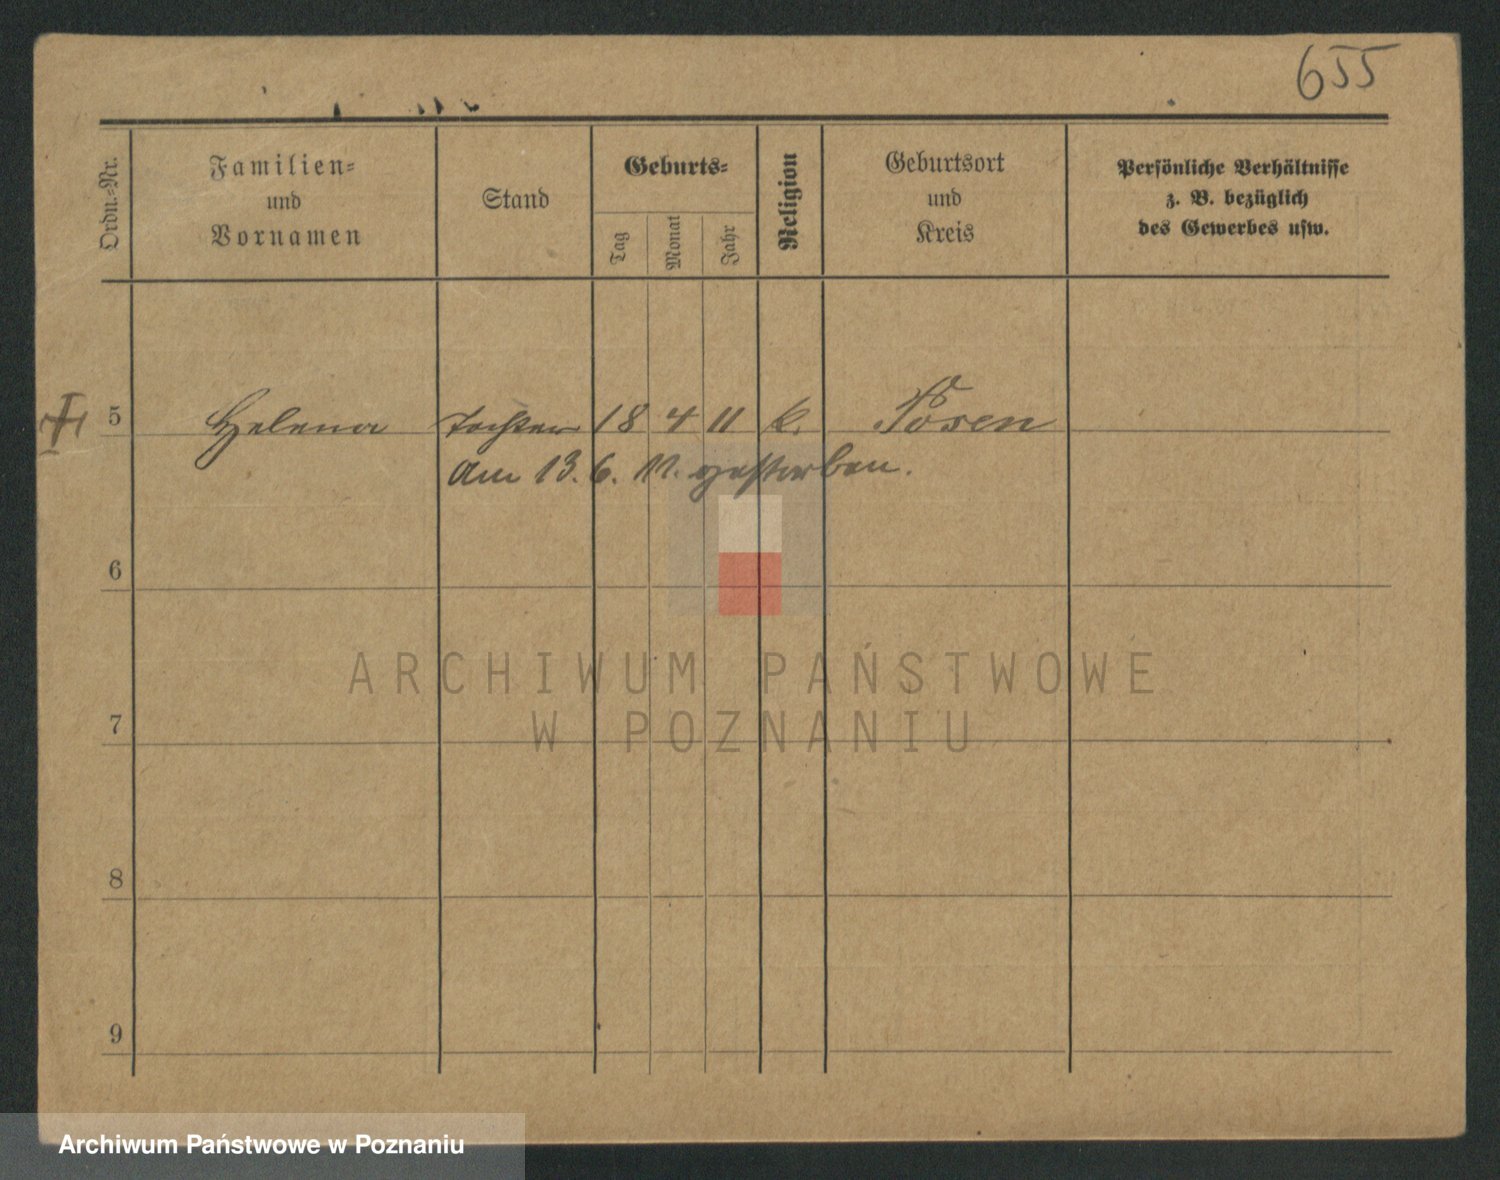 655
Ordn.=Nr.
Familien=
und
Vornamen
Stand
Geburts=
Tag
Monat
Jahr
Religion
Geburtsort
und
Kreis
Persönliche Verhältnisse
z. B. bezüglich
des Gewerbes usw.
5 Helena Tochter 18 4 11 k. Posen
Am 13. 6. 11. gestorben.
6
ARCHIWUM PAŃSTWOWE
W POZNANIU
7
8
9
Archiwum Państwowe w Poznaniu